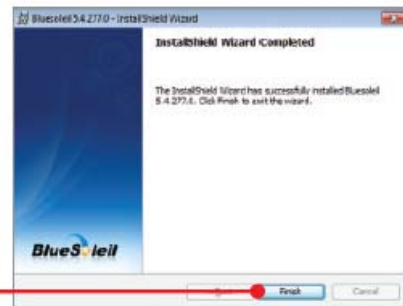 Bluesoleil 5.4.277.0 - InstallShield Wizard
InstallShield Wizard Completed
The InstallShield Wizard has successfully installed Bluesoleil
5.4.277.0. Click Finish to exit the wizard.
BlueSoleil
Finish
Cancel